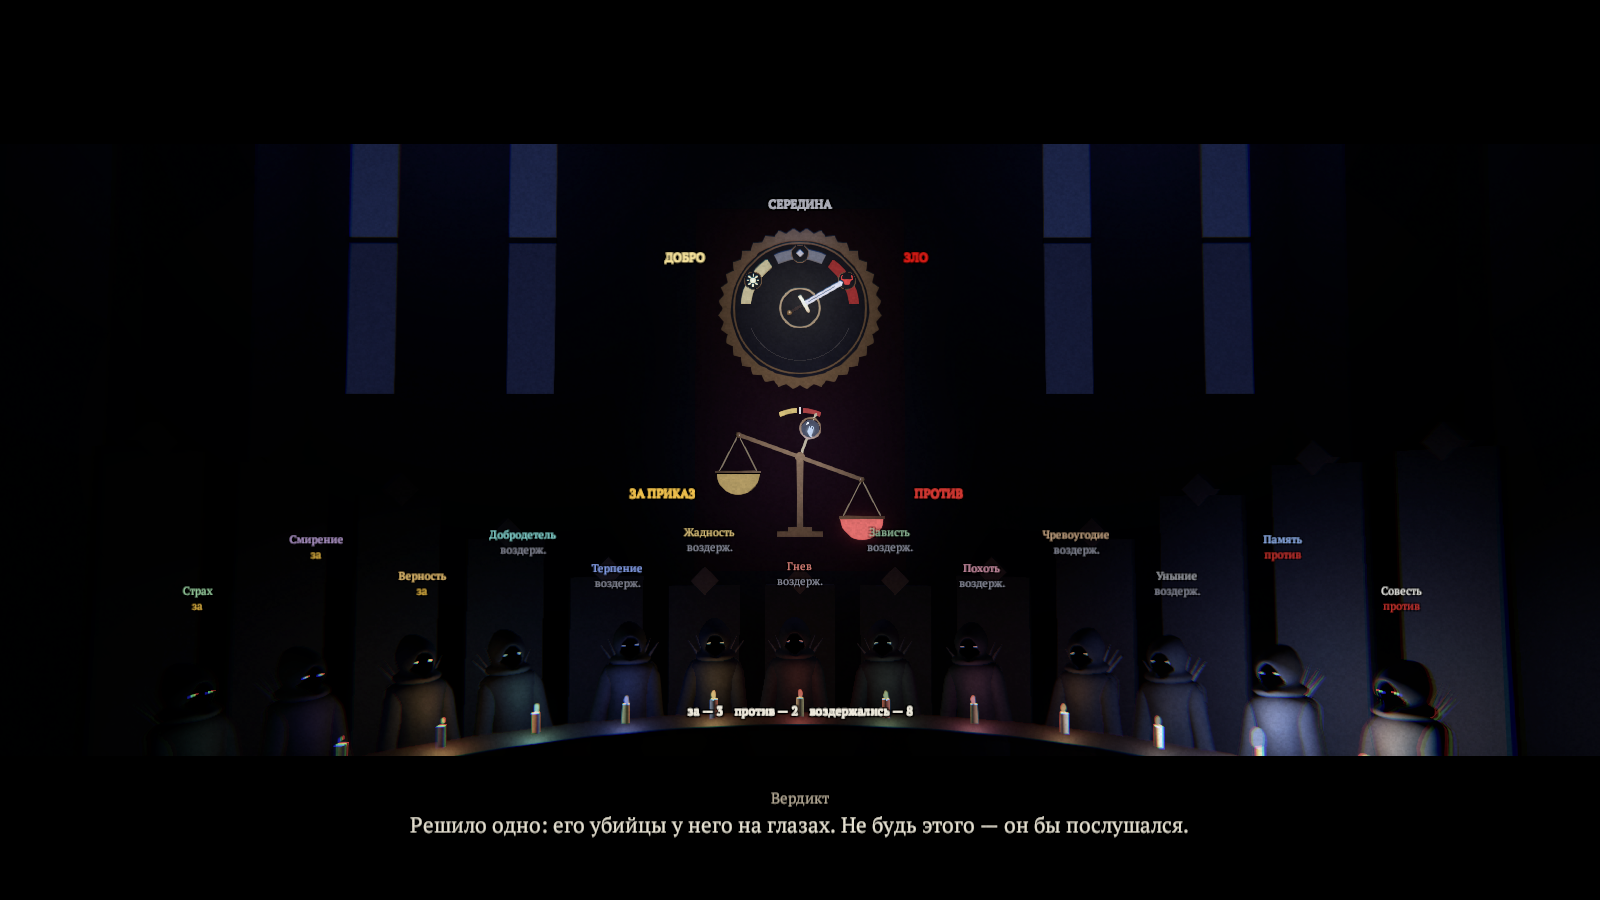 СЕРЕДИНА
ДОБРО
ЗЛО
ЗА ПРИКАЗ
ПРОТИВ
Страх
за
Смирение
за
Верность
за
Добродетель
воздерж.
Терпение
воздерж.
Жадность
воздерж.
Гнев
воздерж.
Зависть
воздерж.
Похоть
воздерж.
Чревоугодие
воздерж.
Уныние
воздерж.
Память
против
Совесть
против
за — 3 против — 2 воздержались — 8
Вердикт
Решило одно: его убийцы у него на глазах. Не будь этого — он бы послушался.